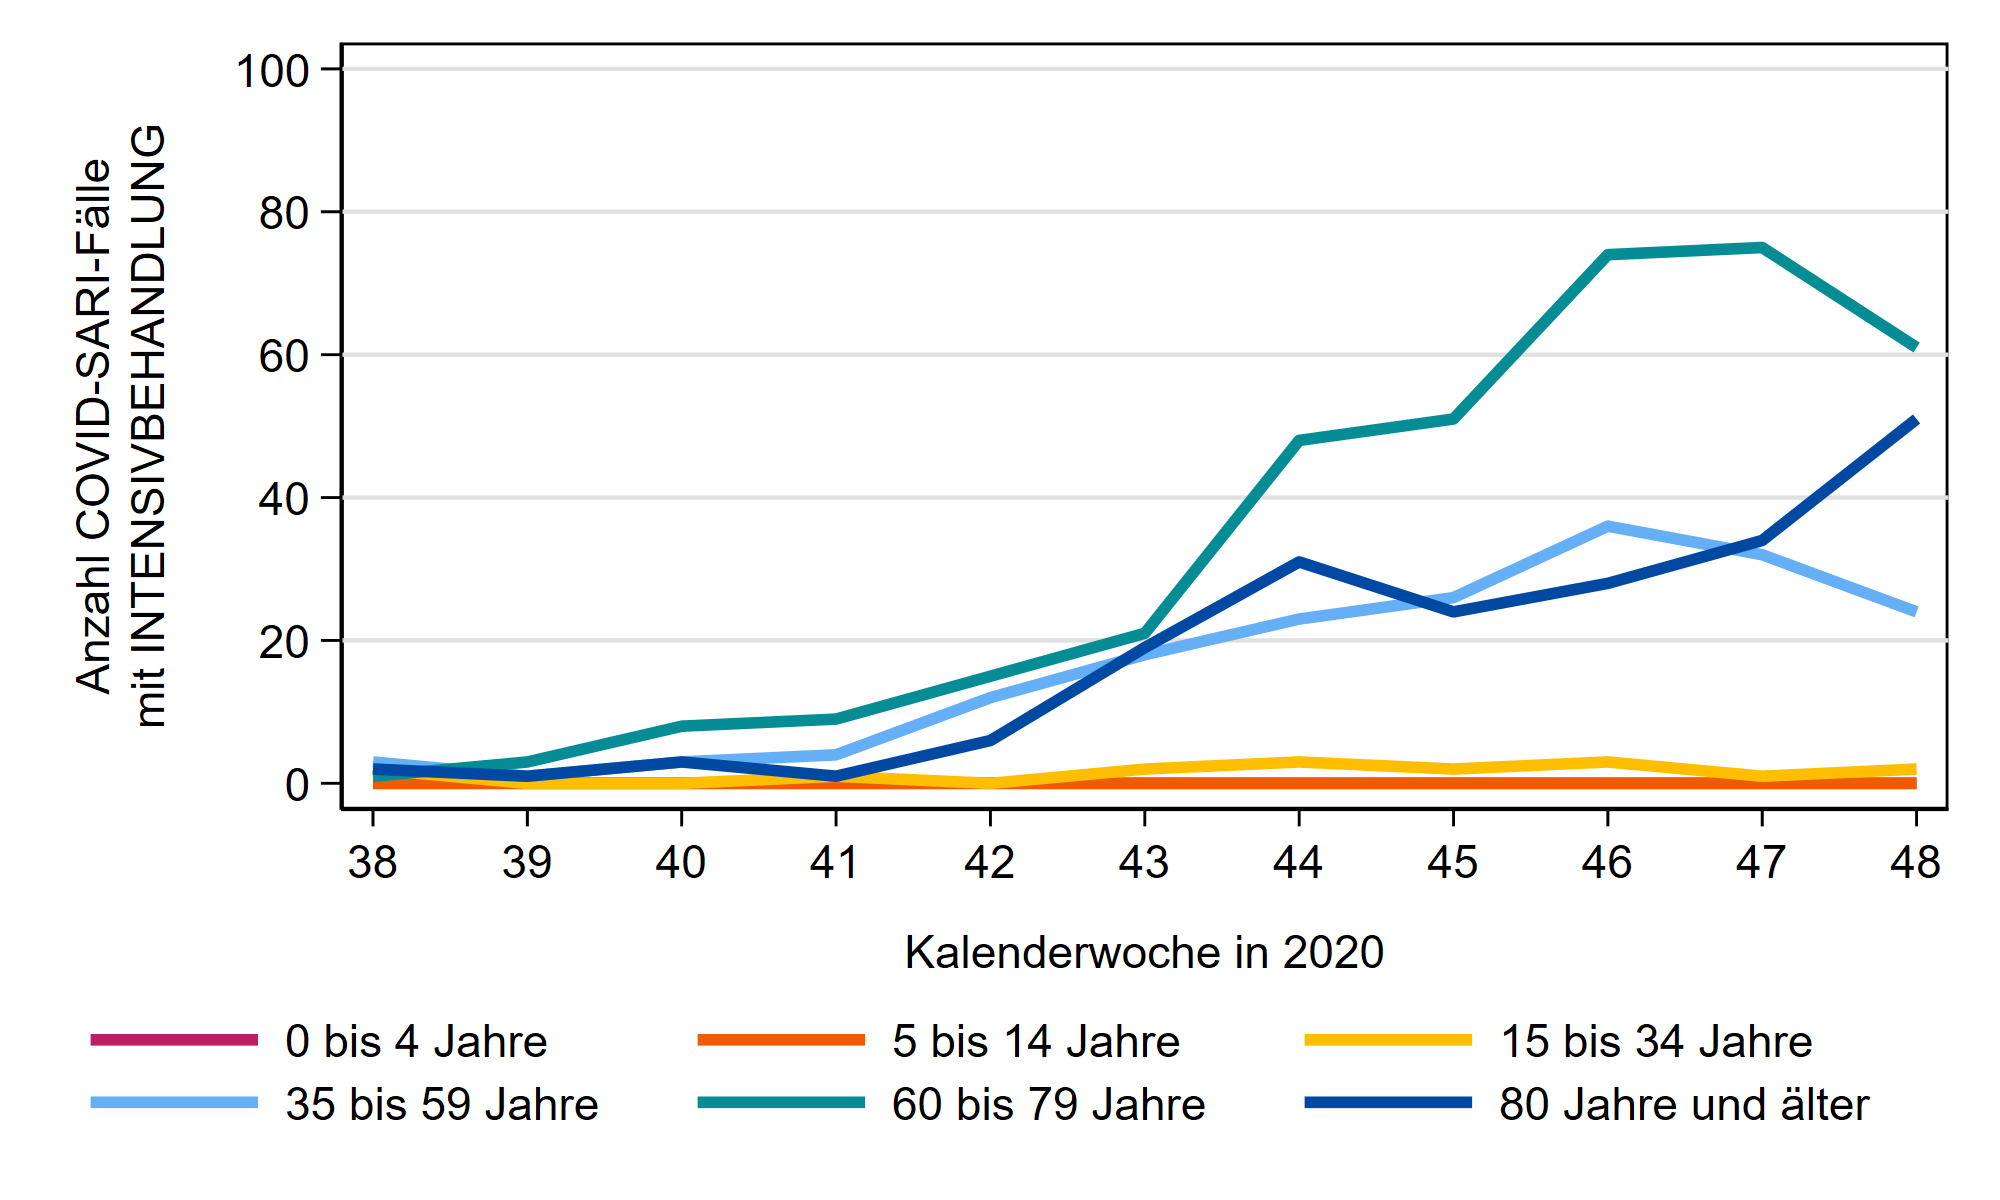 Anzahl COVID-SARI-Fälle
mit INTENSIVBEHANDLUNG
100
80
60
40
20
0
38 39 40 41 42 43 44 45 46 47 48
Kalenderwoche in 2020
0 bis 4 Jahre 5 bis 14 Jahre 15 bis 34 Jahre
35 bis 59 Jahre 60 bis 79 Jahre 80 Jahre und älter